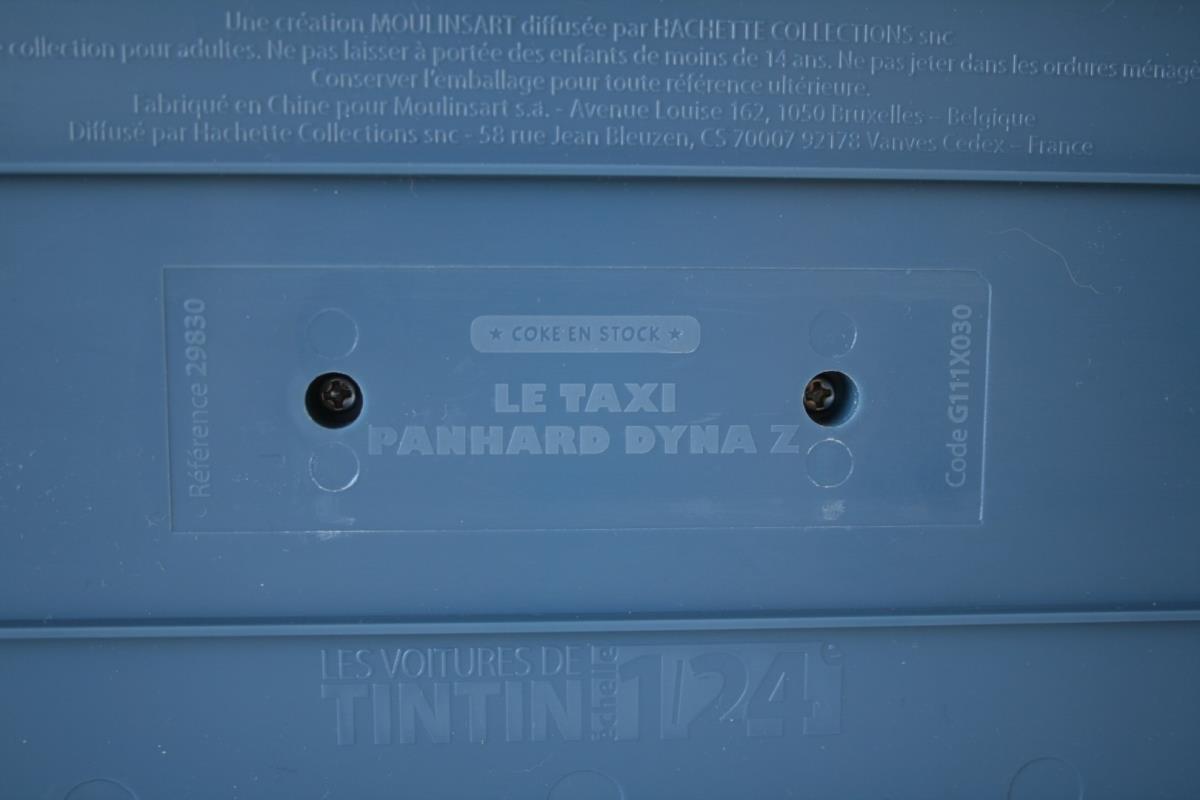 Une création MOULINSART diffusée par HACHETTE COLLECTIONS snc
collection pour adultes. Ne pas laisser à portée des enfants de moins de 14 ans. Ne pas jeter dans les ordures ménag
Conserver l'emballage pour toute référence ultérieure.
Fabriqué en Chine pour Moulinsart s.a. - Avenue Louise 162, 1050 Bruxelles – Belgique
Diffusé par Hachette Collections snc - 58 rue Jean Bleuzen, CS 70007 92178 Vanves Cedex – France
Référence 29830
★ COKE EN STOCK ★
LE TAXI
PANHARD DYNA Z
Code G111X030
LES VOITURES DE
TINTIN
échelle
1/24e